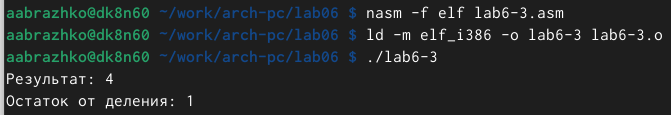 aabrazhko@dk8n60 ~/work/arch-pc/lab06 $ nasm -f elf lab6-3.asm
aabrazhko@dk8n60 ~/work/arch-pc/lab06 $ ld -m elf_i386 -o lab6-3 lab6-3.o
aabrazhko@dk8n60 ~/work/arch-pc/lab06 $ ./lab6-3
Результат: 4
Остаток от деления: 1